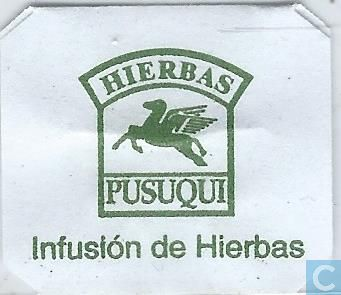 HIERBAS
PUSUQUI
Infusión de Hierbas
C